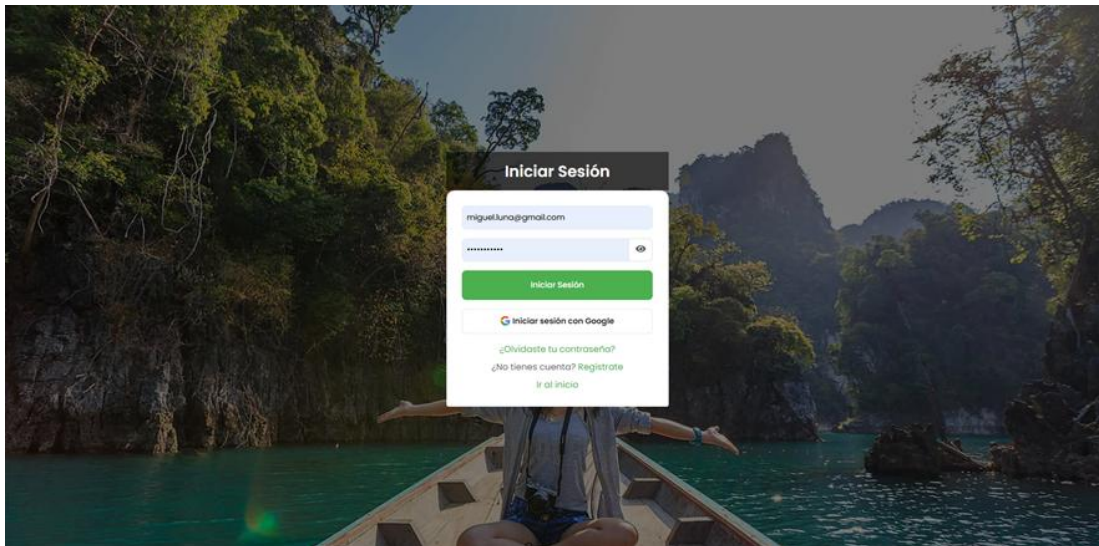 Iniciar Sesión
miguel.luna@gmail.com
•••••••••••
Iniciar Sesión
Iniciar sesión con Google
¿Olvidaste tu contraseña?
¿No tienes cuenta? Registrate
Ir al inicio